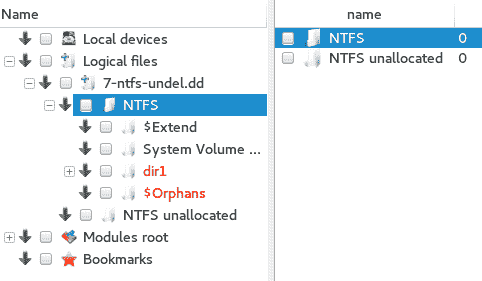 Name
Local devices
Logical files
7-ntfs-undel.dd
NTFS
$Extend
System Volume ...
dir1
$Orphans
NTFS unallocated
Modules root
Bookmarks
name
NTFS 0
NTFS unallocated 0